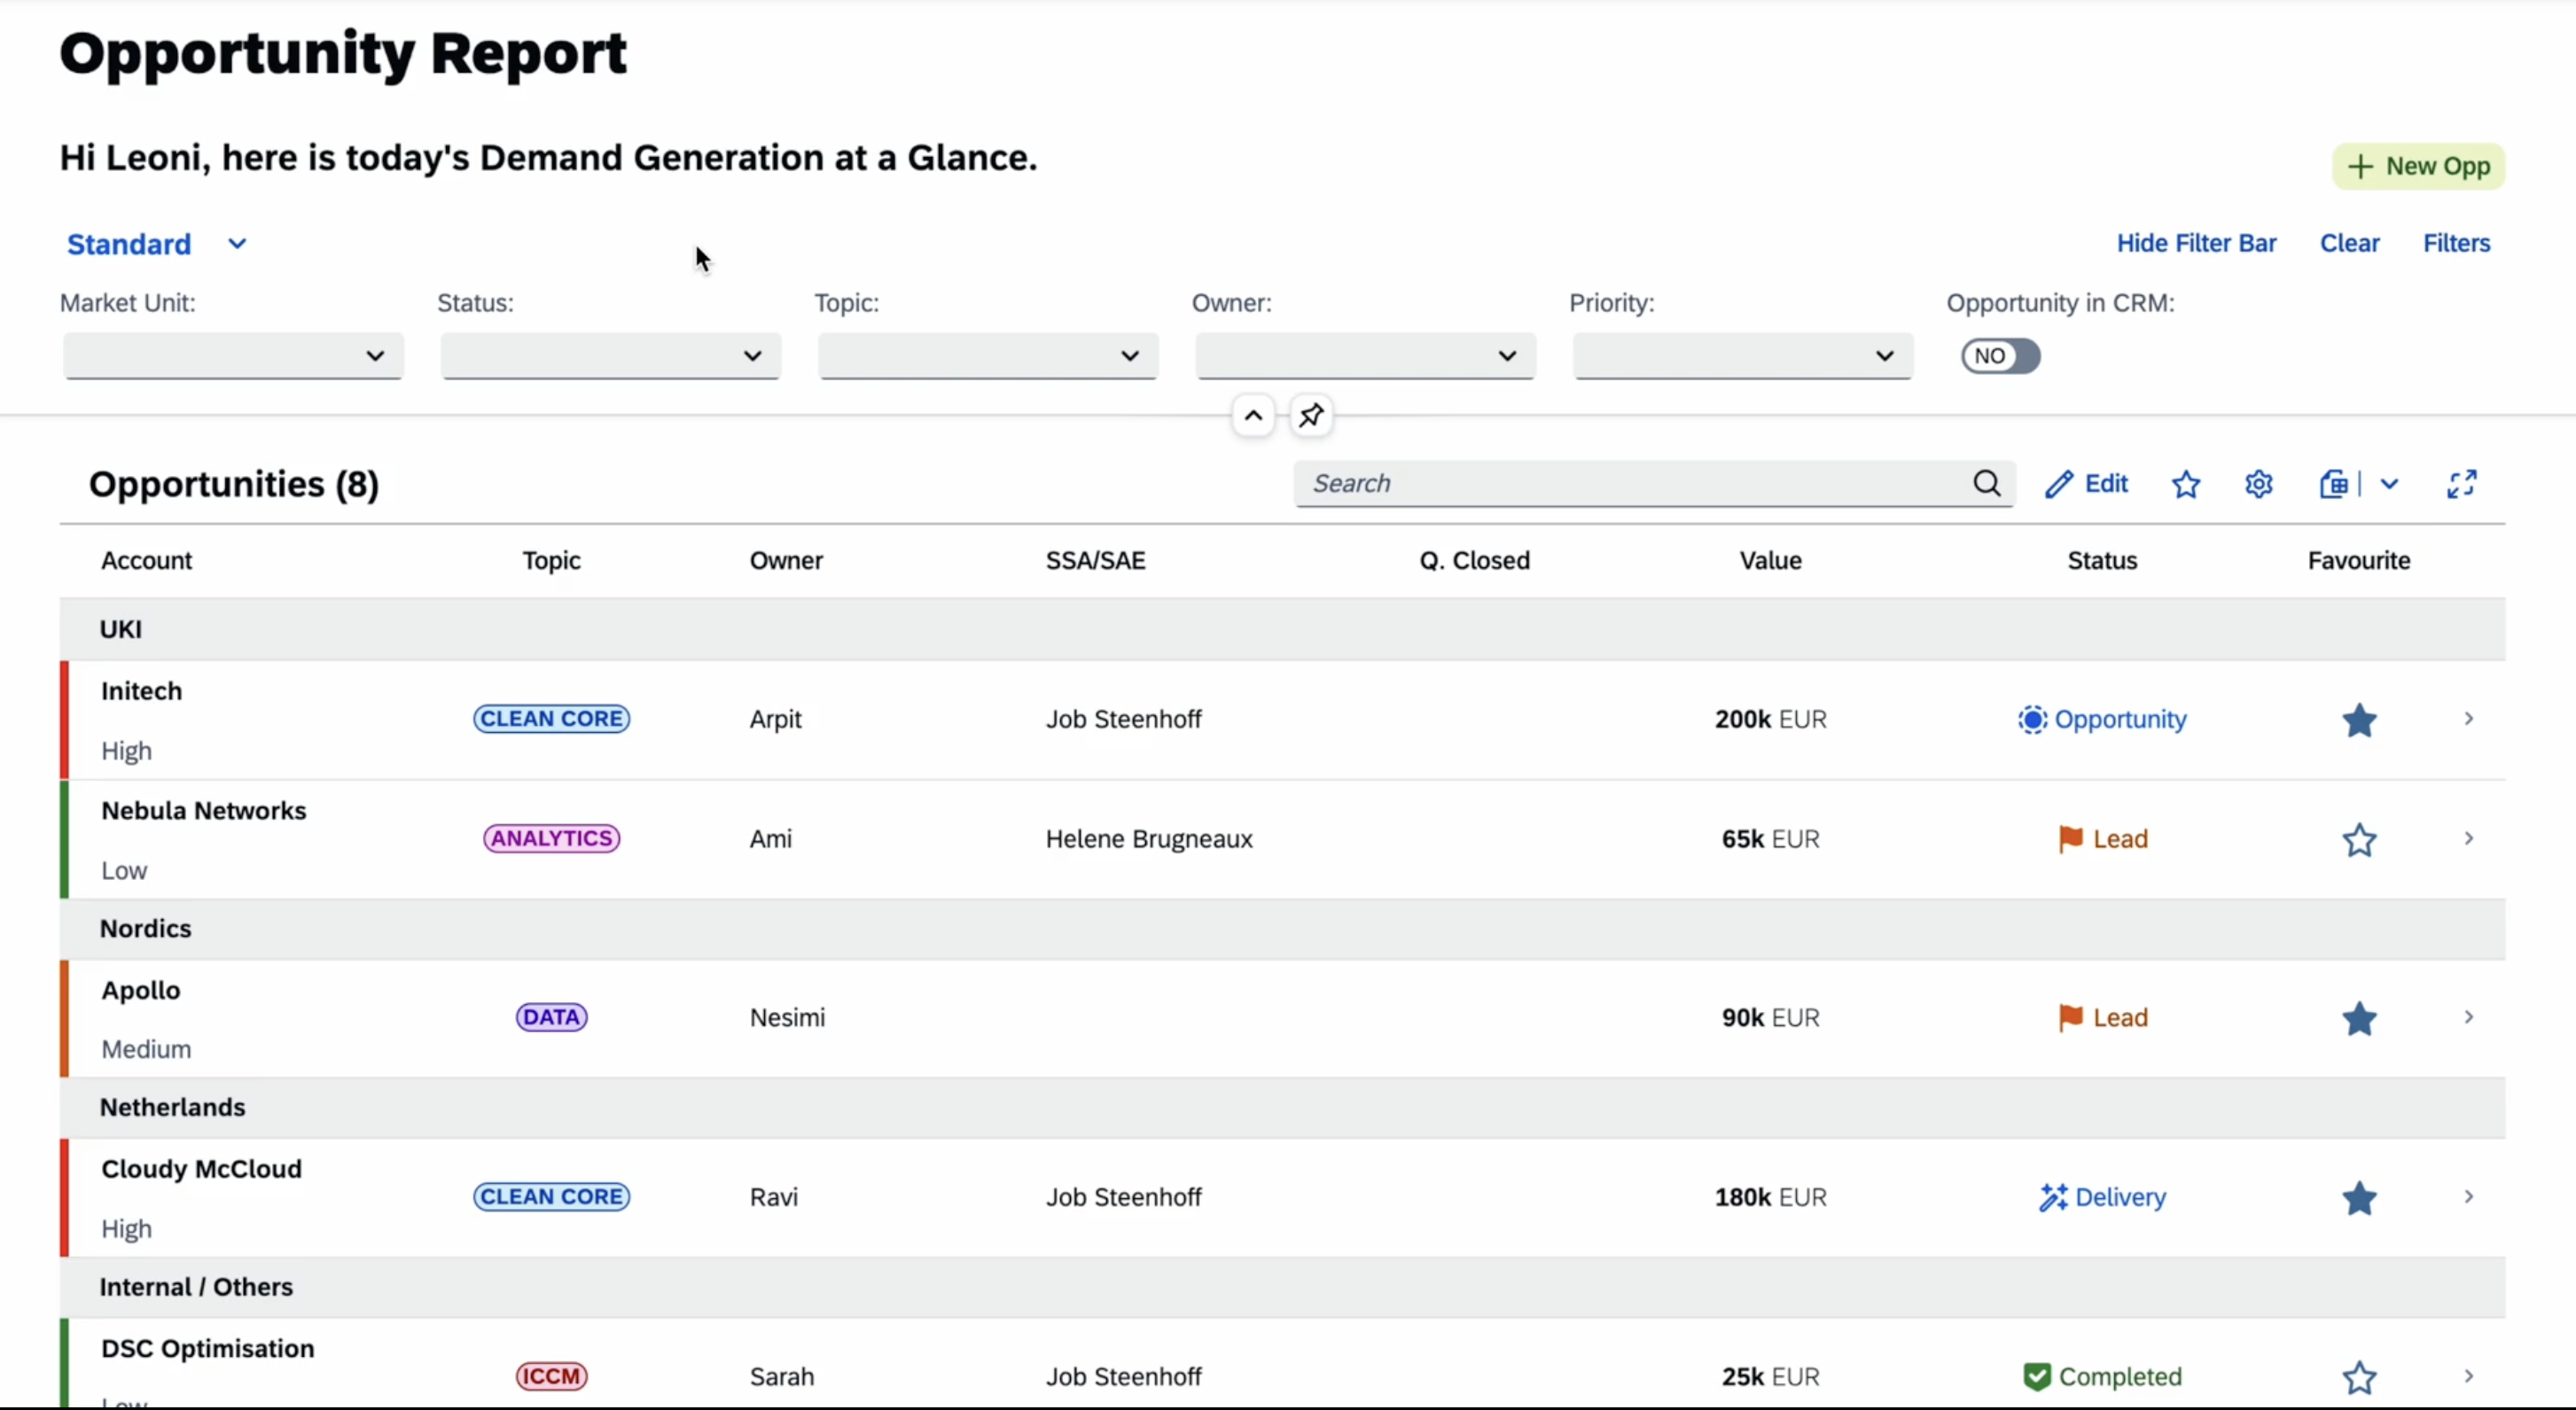 Opportunity Report
Hi Leoni, here is today's Demand Generation at a Glance.
+ New Opp
Standard
Hide Filter Bar Clear Filters
Market Unit: Status: Topic: Owner: Priority: Opportunity in CRM:
NO
Opportunities (8)
Search
Edit
Account Topic Owner SSA/SAE Q. Closed Value Status Favourite
UKI
Initech
CLEAN CORE Arpit Job Steenhoff 200k EUR Opportunity
High
Nebula Networks
ANALYTICS Ami Helene Brugneaux 65k EUR Lead
Low
Nordics
Apollo
DATA Nesimi 90k EUR Lead
Medium
Netherlands
Cloudy McCloud
CLEAN CORE Ravi Job Steenhoff 180k EUR Delivery
High
Internal / Others
DSC Optimisation
ICCM Sarah Job Steenhoff 25k EUR Completed